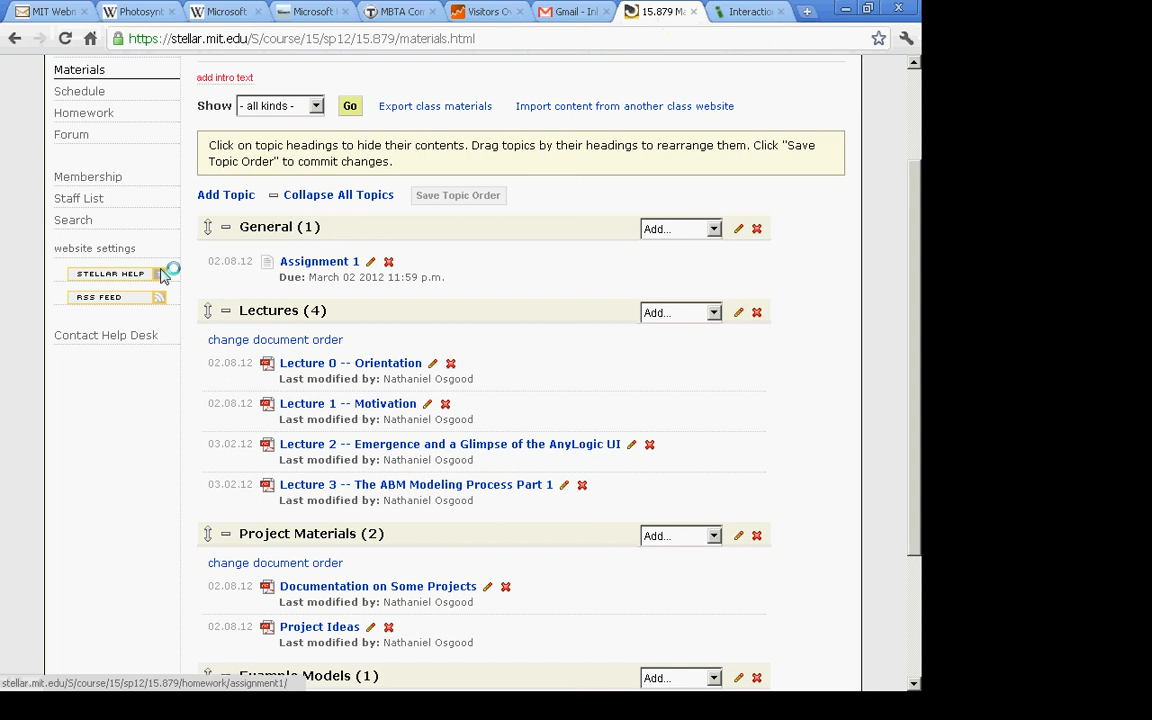 MIT Webn
Photosynt
Microsoft
Microsoft
MBTA Con
Visitors Ov
Gmail - In
15.879 Ma
Interactio
https://stellar.mit.edu/S/course/15/sp12/15.879/materials.html
Materials
Schedule
Homework
Forum
Membership
Staff List
Search
website settings
STELLAR HELP
RSS FEED
Contact Help Desk
add intro text
Show - all kinds - Go Export class materials Import content from another class website
Click on topic headings to hide their contents. Drag topics by their headings to rearrange them. Click "Save
Topic Order" to commit changes.
Add Topic Collapse All Topics Save Topic Order
General (1) Add...
02.08.12 Assignment 1
Due: March 02 2012 11:59 p.m.
Lectures (4) Add...
change document order
02.08.12 Lecture 0 -- Orientation
Last modified by: Nathaniel Osgood
02.08.12 Lecture 1 -- Motivation
Last modified by: Nathaniel Osgood
03.02.12 Lecture 2 -- Emergence and a Glimpse of the AnyLogic UI
Last modified by: Nathaniel Osgood
03.02.12 Lecture 3 -- The ABM Modeling Process Part 1
Last modified by: Nathaniel Osgood
Project Materials (2) Add...
change document order
02.08.12 Documentation on Some Projects
Last modified by: Nathaniel Osgood
02.08.12 Project Ideas
Last modified by: Nathaniel Osgood
Example Models (1) Add...
stellar.mit.edu/S/course/15/sp12/15.879/homework/assignment1/